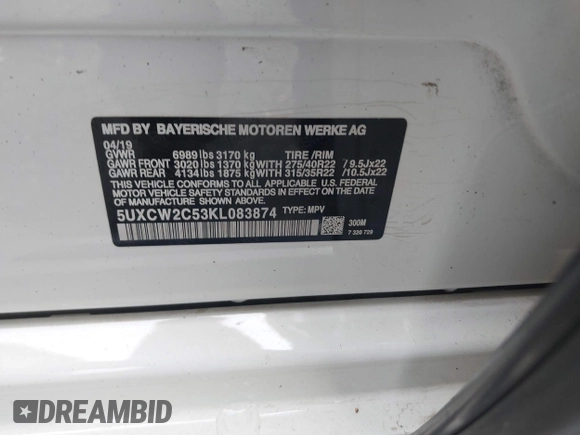 MFD BY BAYERISCHE MOTOREN WERKE AG
04/19
GVWR 6989 lbs 3170 kg TIRE/RIM
GAWR FRONT 3020 lbs 1370 kg WITH 275/40R22 / 9.5Jx22
GAWR REAR 4134 lbs 1875 kg WITH 315/35R22 / 10.5Jx22
THIS VEHICLE CONFORMS TO ALL APPLICABLE FEDERAL
MOTOR VEHICLE SAFETY STANDARDS IN EFFECT ON THE
DATE OF MANUFACTURE SHOWN ABOVE.
5UXCW2C53KL083874 TYPE: MPV
300M
7 339 729
DREAMBID